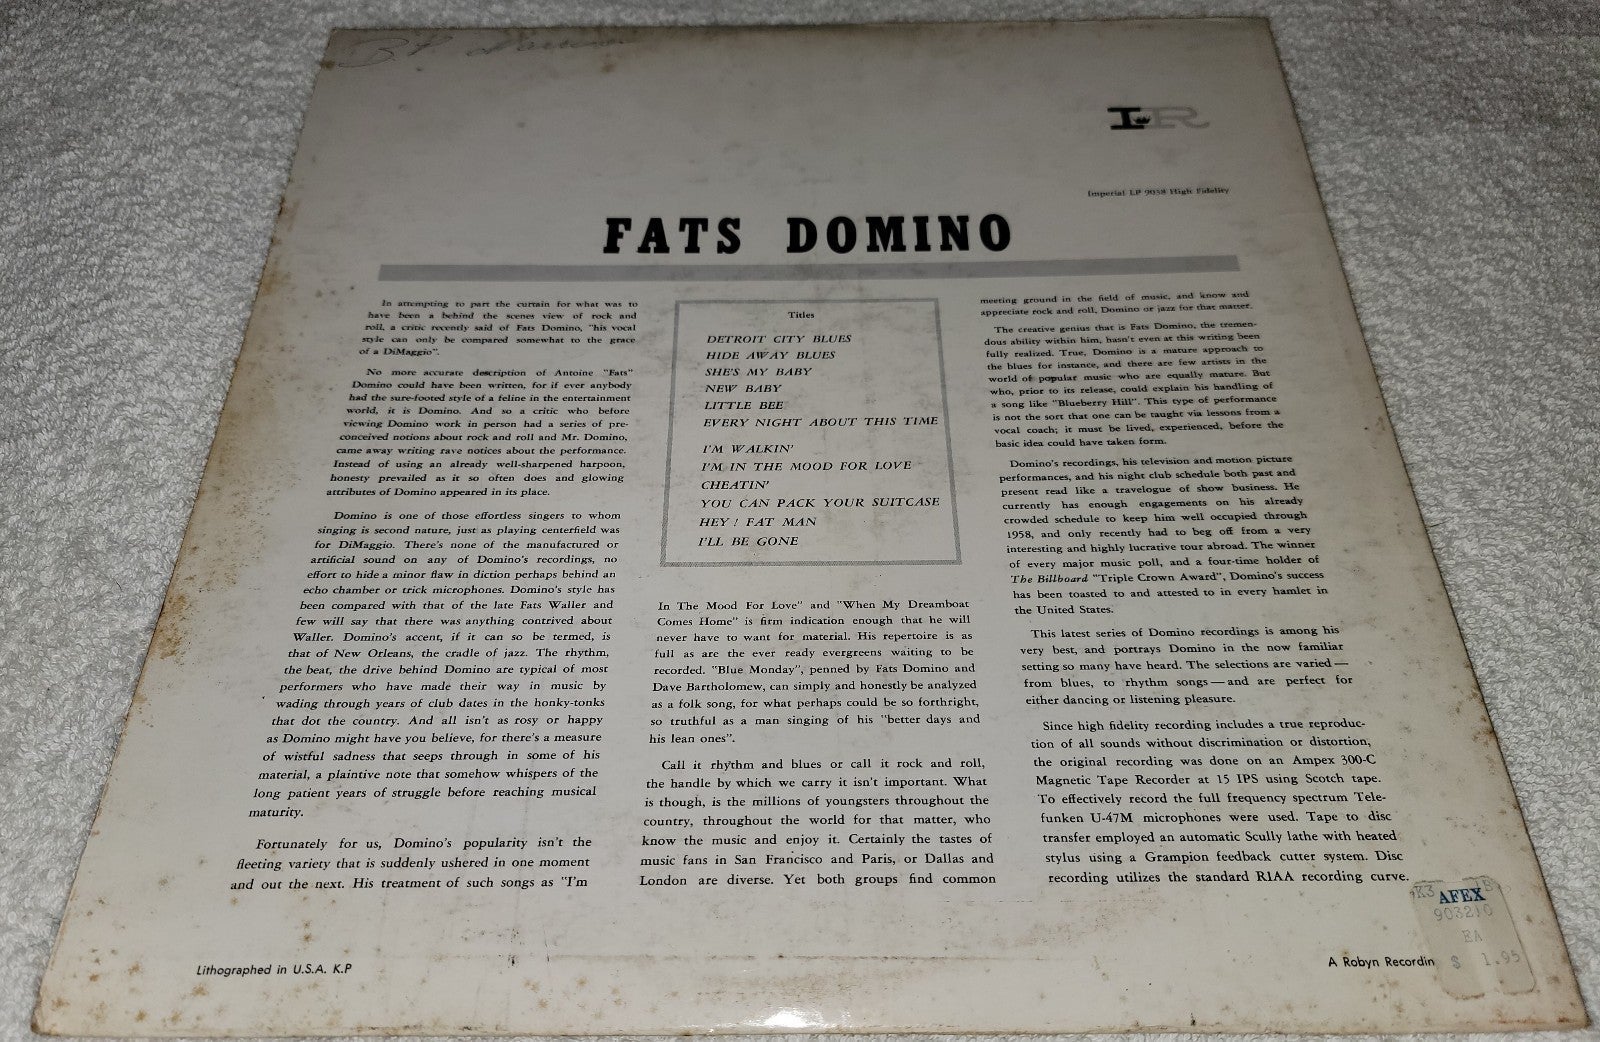 IR
Imperial LP 9038 High Fidelity
FATS DOMINO
In attempting to part the curtain for what was to
have been a behind the scenes view of rock and
roll, a critic recently said of Fats Domino, "his vocal
style can only be compared somewhat to the grace
of a DiMaggio".
No more accurate description of Antoine "Fats"
Domino could have been written, for if ever anybody
had the sure-footed style of a feline in the entertainment
world, it is Domino. And so a critic who before
viewing Domino work in person had a series of pre-
conceived notions about rock and roll and Mr. Domino,
came away writing rave notices about the performance.
Instead of using an already well-sharpened harpoon,
honesty prevailed as it so often does and glowing
attributes of Domino appeared in its place.
Domino is one of those effortless singers to whom
singing is second nature, just as playing centerfield was
for DiMaggio. There's none of the manufactured or
artificial sound on any of Domino's recordings, no
effort to hide a minor flaw in diction perhaps behind an
echo chamber or trick microphones. Domino's style has
been compared with that of the late Fats Waller and
few will say that there was anything contrived about
Waller. Domino's accent, if it can so be termed, is
that of New Orleans, the cradle of jazz. The rhythm,
the beat, the drive behind Domino are typical of most
performers who have made their way in music by
wading through years of club dates in the honky-tonks
that dot the country. And all isn't as rosy or happy
as Domino might have you believe, for there's a measure
of wistful sadness that seeps through in some of his
material, a plaintive note that somehow whispers of the
long patient years of struggle before reaching musical
maturity.
Fortunately for us, Domino's popularity isn't the
fleeting variety that is suddenly ushered in one moment
and out the next. His treatment of such songs as "I'm
Titles
DETROIT CITY BLUES
HIDE AWAY BLUES
SHE'S MY BABY
NEW BABY
LITTLE BEE
EVERY NIGHT ABOUT THIS TIME
I'M WALKIN'
I'M IN THE MOOD FOR LOVE
CHEATIN'
YOU CAN PACK YOUR SUITCASE
HEY! FAT MAN
I'LL BE GONE
In The Mood For Love" and "When My Dreamboat
Comes Home" is firm indication enough that he will
never have to want for material. His repertoire is as
full as are the ever ready evergreens waiting to be
recorded. "Blue Monday", penned by Fats Domino and
Dave Bartholomew, can simply and honestly be analyzed
as a folk song, for what perhaps could be so forthright,
so truthful as a man singing of his "better days and
his lean ones".
Call it rhythm and blues or call it rock and roll,
the handle by which we carry it isn't important. What
is though, is the millions of youngsters throughout the
country, throughout the world for that matter, who
know the music and enjoy it. Certainly the tastes of
music fans in San Francisco and Paris, or Dallas and
London are diverse. Yet both groups find common
meeting ground in the field of music, and know and
appreciate rock and roll, Domino or jazz for that matter.
The creative genius that is Fats Domino, the tremen-
dous ability within him, hasn't even at this writing been
fully realized. True, Domino is a mature approach to
the blues for instance, and there are few artists in the
world of popular music who are equally mature. But
who, prior to its release, could explain his handling of
a song like "Blueberry Hill". This type of performance
is not the sort that one can be taught via lessons from a
vocal coach; it must be lived, experienced, before the
basic idea could have taken form.
Domino's recordings, his television and motion picture
performances, and his night club schedule both past and
present read like a travelogue of show business. He
currently has enough engagements on his already
crowded schedule to keep him well occupied through
1958, and only recently had to beg off from a very
interesting and highly lucrative tour abroad. The winner
of every major music poll, and a four-time holder of
The Billboard "Triple Crown Award", Domino's success
has been toasted to and attested to in every hamlet in
the United States.
This latest series of Domino recordings is among his
very best, and portrays Domino in the now familiar
setting so many have heard. The selections are varied—
from blues, to rhythm songs—and are perfect for
either dancing or listening pleasure.
Since high fidelity recording includes a true reproduc-
tion of all sounds without discrimination or distortion,
the original recording was done on an Ampex 300-C
Magnetic Tape Recorder at 15 IPS using Scotch tape.
To effectively record the full frequency spectrum Tele-
funken U-47M microphones were used. Tape to disc
transfer employed an automatic Scully lathe with heated
stylus using a Grampion feedback cutter system. Disc
recording utilizes the standard RIAA recording curve.
Lithographed in U.S.A. K.P
A Robyn Recordin
K3 AFEX
903210
EA
$ 1.95